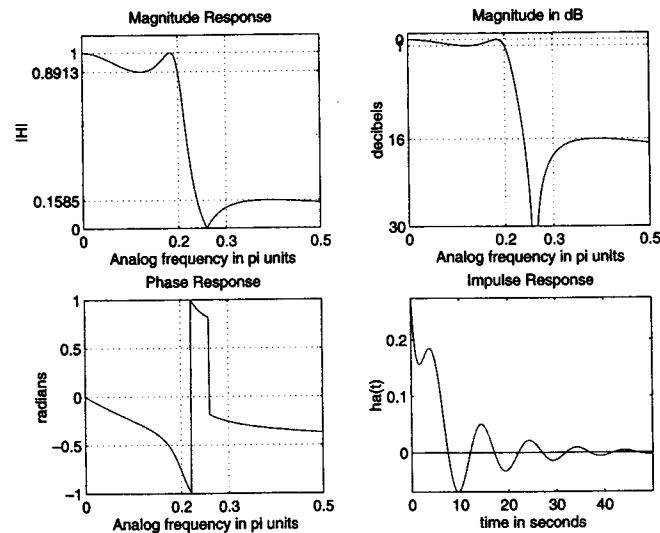 Magnitude Response
1
0.8913
|H|
0.1585
0
0
0.2
0.3
0.5
Analog frequency in pi units
Magnitude in dB
0
1
decibels
16
30
0
0.2
0.3
0.5
Analog frequency in pi units
Phase Response
1
0.5
0
-0.5
-1
radians
0
0.2
0.3
0.5
Analog frequency in pi units
Impulse Response
0.2
0.1
0
ha(t)
0
10
20
30
40
time in seconds